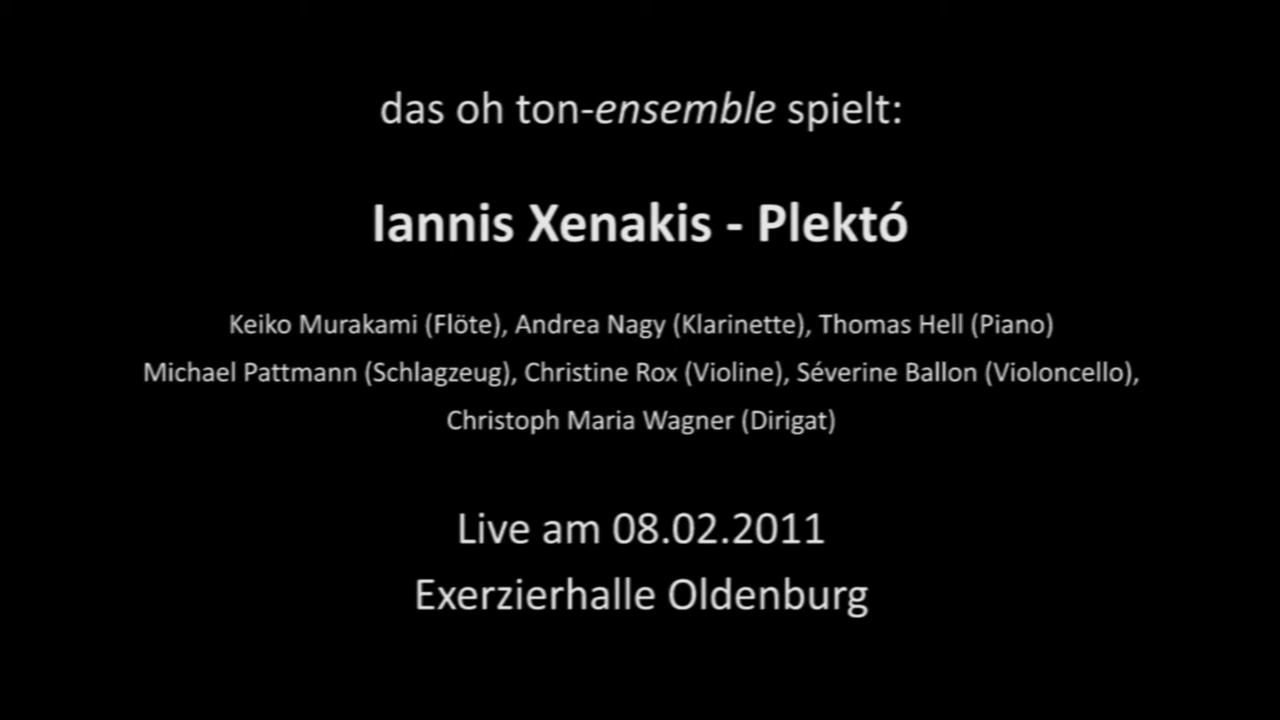 das oh ton-ensemble spielt:
Iannis Xenakis - Plektó
Keiko Murakami (Flöte), Andrea Nagy (Klarinette), Thomas Hell (Piano)
Michael Pattmann (Schlagzeug), Christine Rox (Violine), Séverine Ballon (Violoncello),
Christoph Maria Wagner (Dirigat)
Live am 08.02.2011
Exerzierhalle Oldenburg